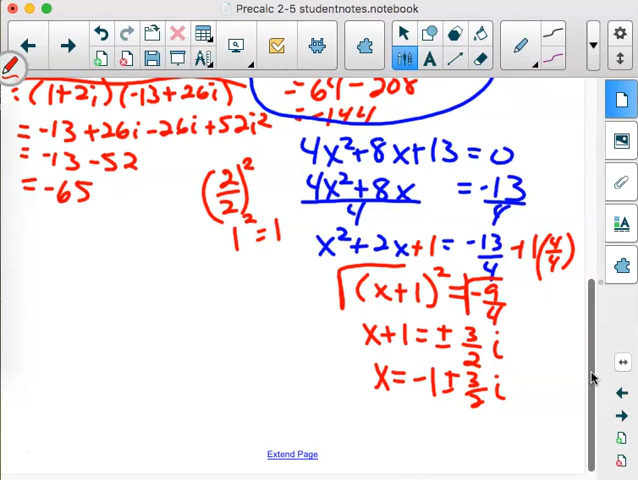 Precalc 2-5 studentnotes.notebook
= (1+2i)(-13+26i)
= -13+26i-26i+52i²
= -13-52
= -65
= 64-208
= -144
4x²+8x+13=0
4x²+8x = -13
4 4
(2/2)²
1²=1
x²+2x+1 = -13/4 +1(4/4)
√(x+1)² = √-9/4
x+1 = ± 3/2 i
x = -1 ± 3/2 i
Extend Page